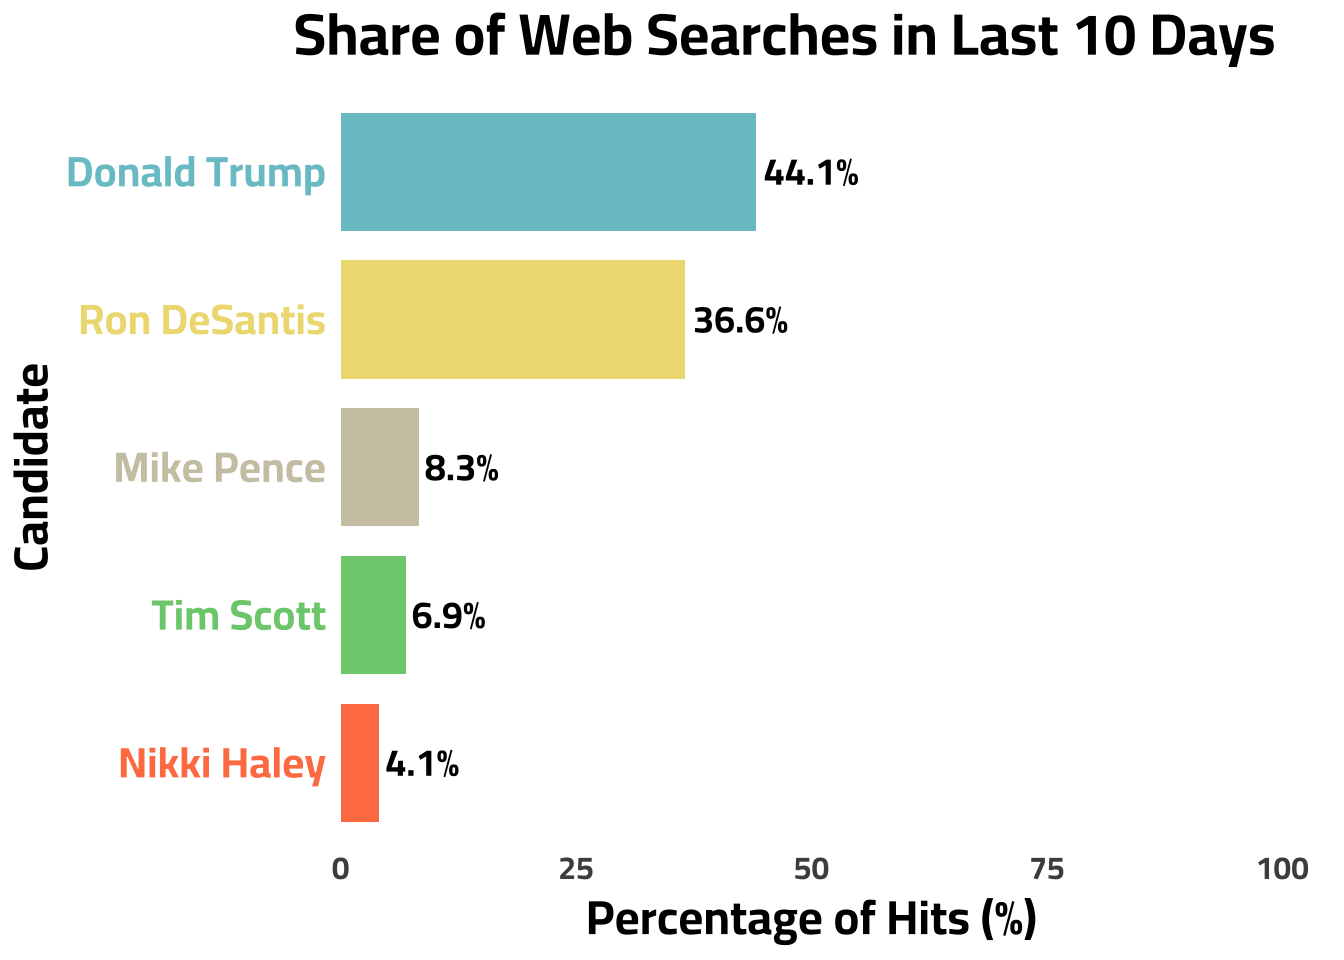 Share of Web Searches in Last 10 Days
Donald Trump 44.1%
Ron DeSantis 36.6%
Mike Pence 8.3%
Tim Scott 6.9%
Nikki Haley 4.1%
Candidate
0 25 50 75 100
Percentage of Hits (%)